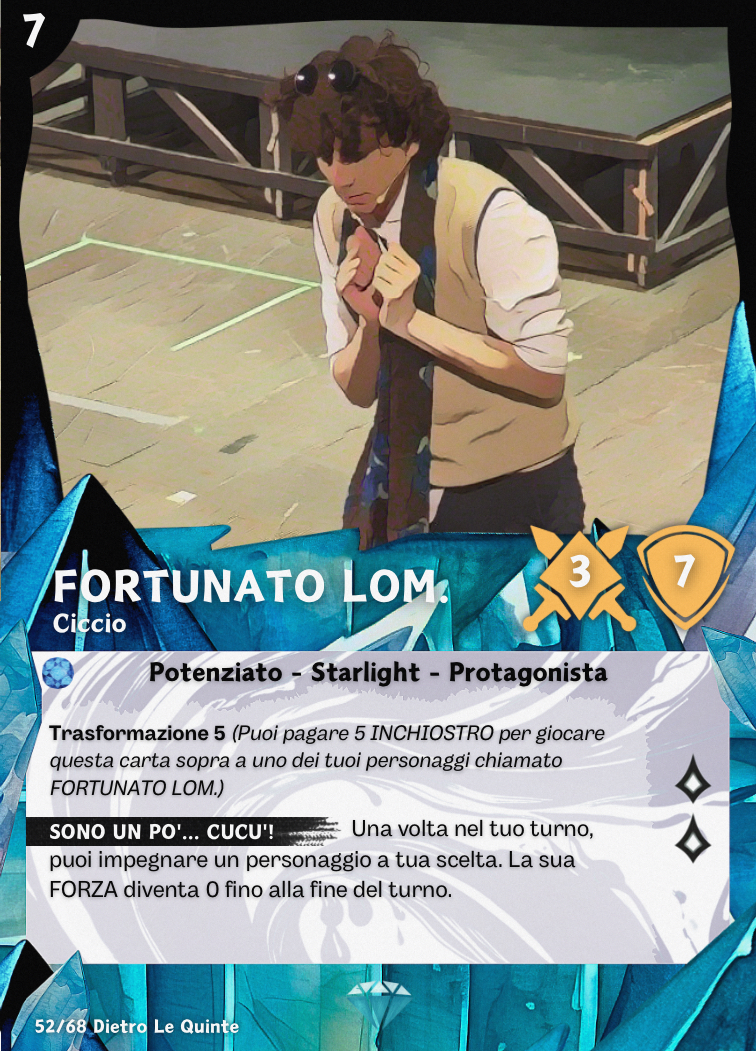 7
FORTUNATO LOM.
Ciccio
3
7
Potenziato - Starlight - Protagonista
Trasformazione 5 (Puoi pagare 5 INCHIOSTRO per giocare
questa carta sopra a uno dei tuoi personaggi chiamato
FORTUNATO LOM.)
SONO UN PO'... CUCU'! Una volta nel tuo turno,
puoi impegnare un personaggio a tua scelta. La sua
FORZA diventa 0 fino alla fine del turno.
52/68 Dietro Le Quinte